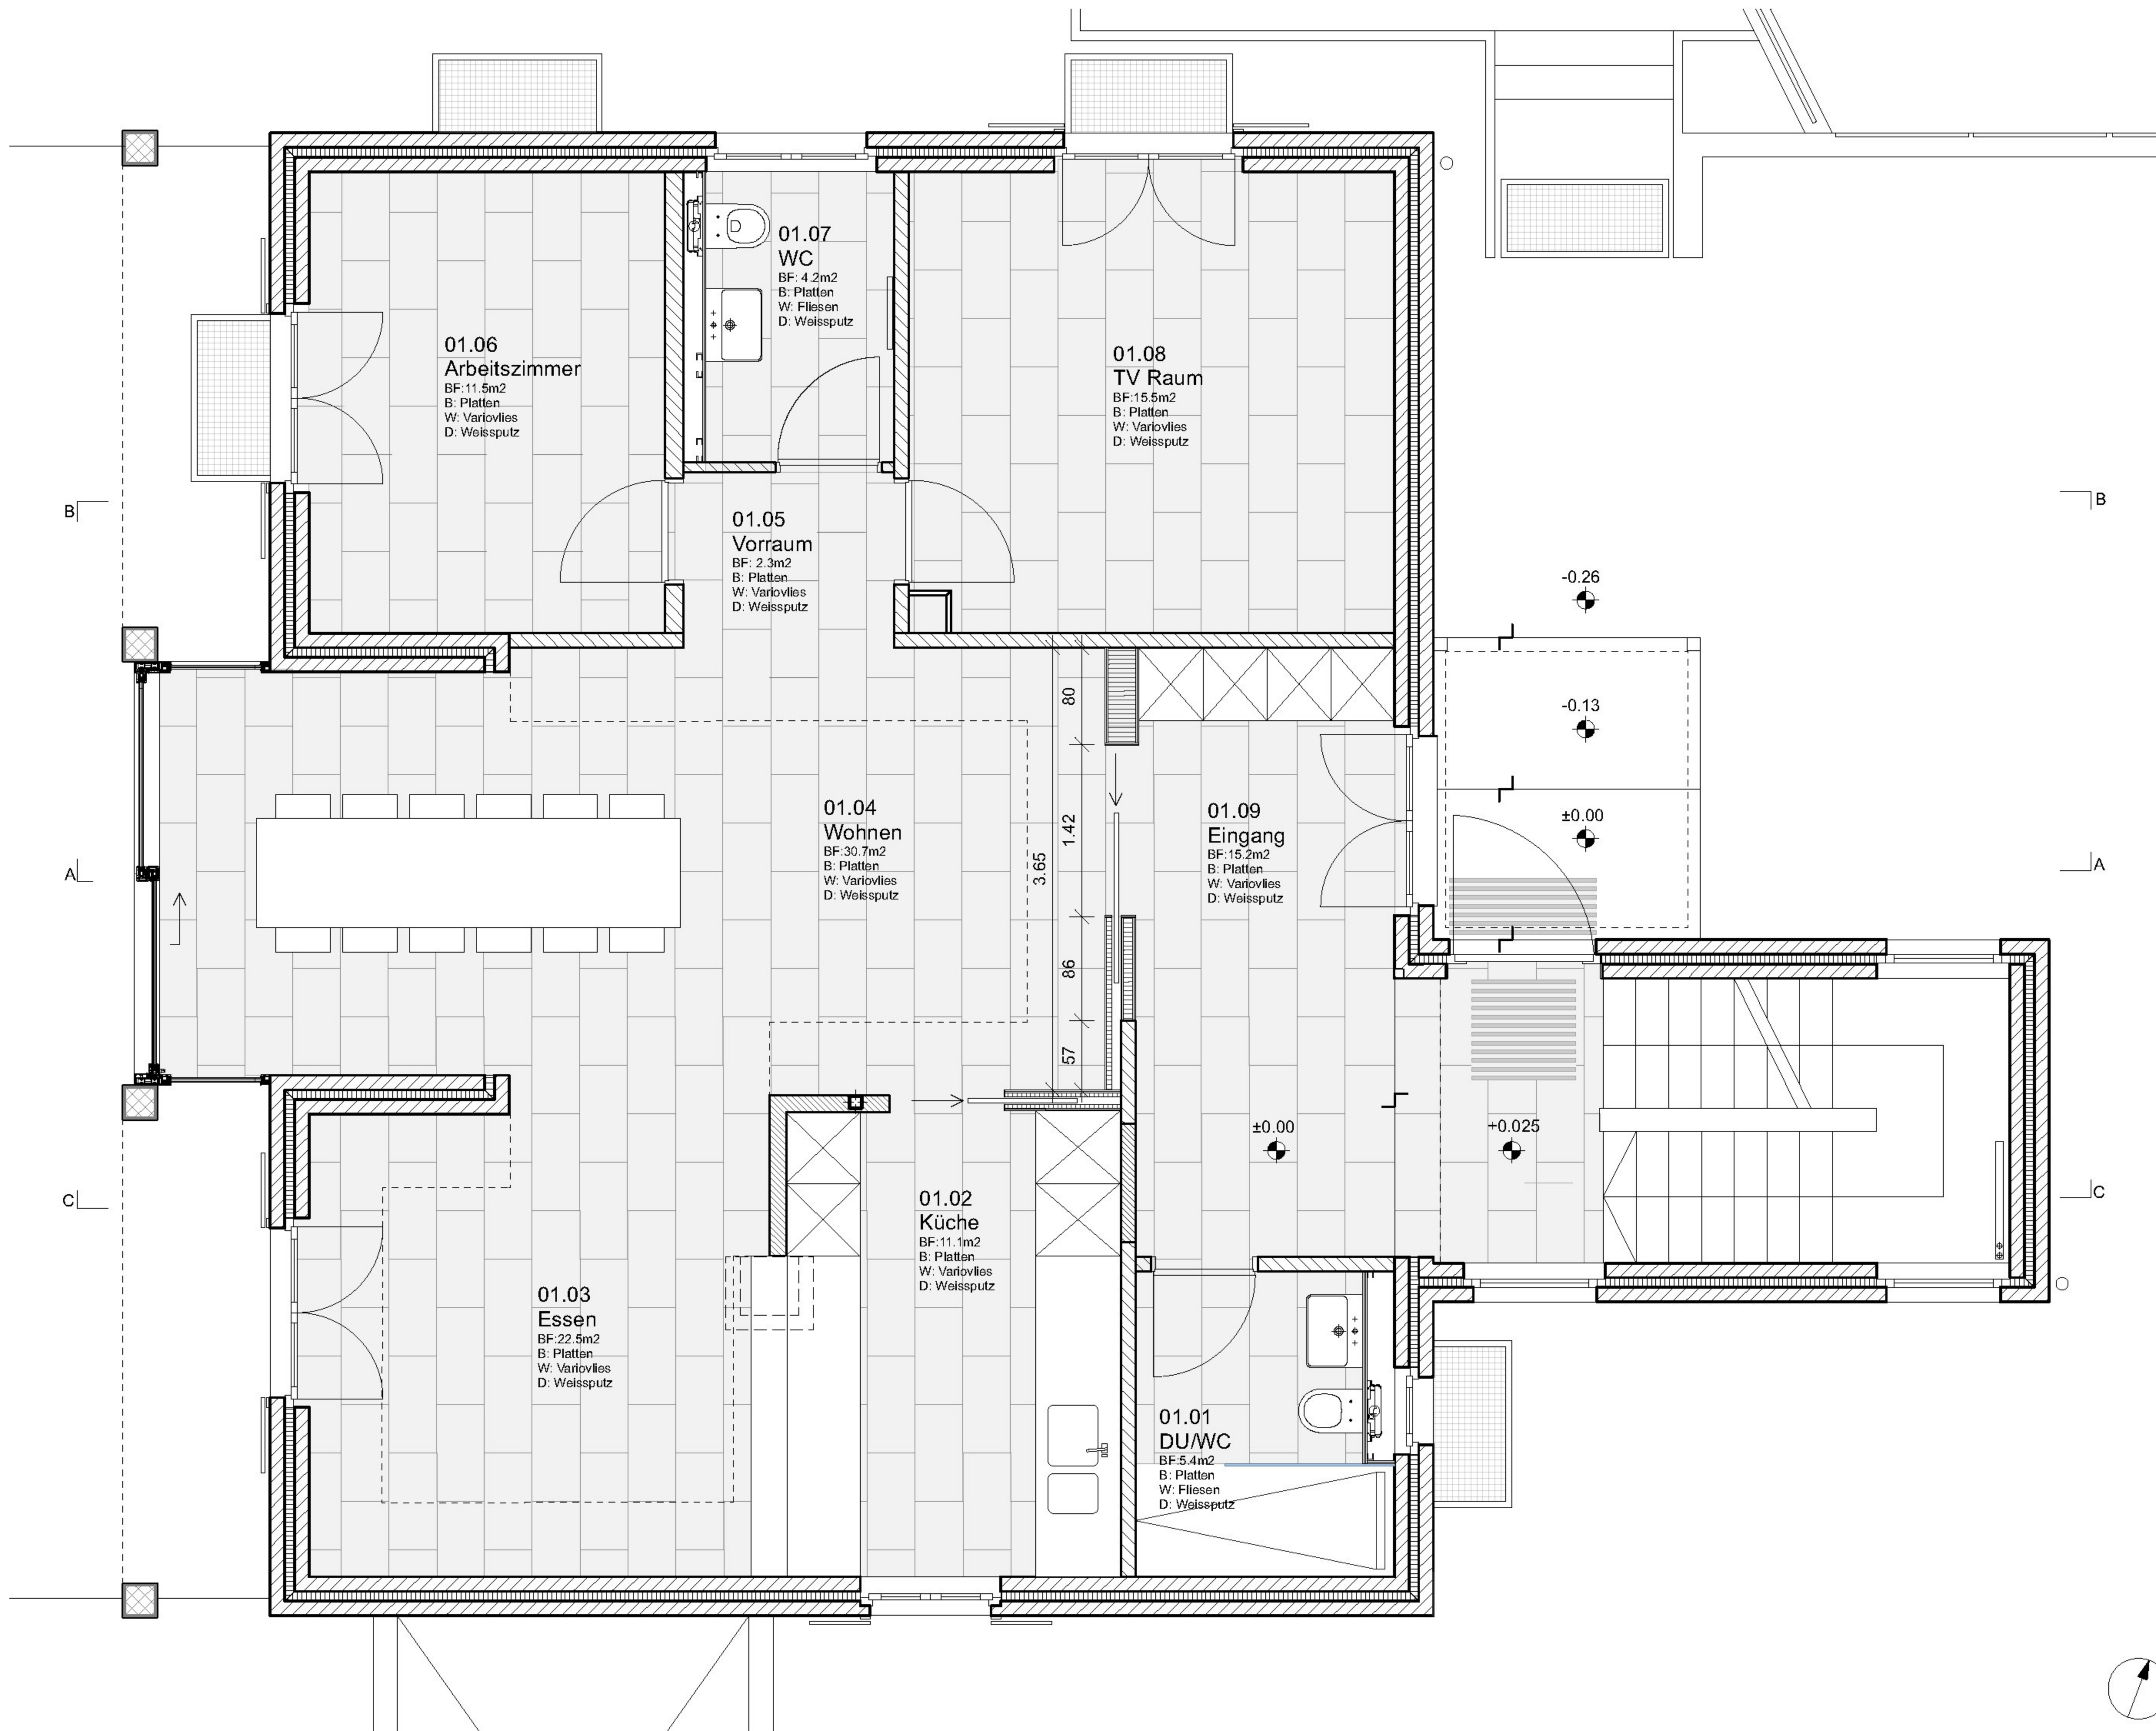 01.07
WC
BF: 4.2m2
B: Platten
W: Fliesen
D: Weissputz
01.06
Arbeitszimmer
BF:11.5m2
B: Platten
W: Variovlies
D: Weissputz
01.08
TV Raum
BF:15.5m2
B: Platten
W: Variovlies
D: Weissputz
B
B
01.05
Vorraum
BF: 2.3m2
B: Platten
W: Variovlies
D: Weissputz
-0.26
-0.13
±0.00
80
1.42
3.65
86
57
01.04
Wohnen
BF:30.7m2
B: Platten
W: Variovlies
D: Weissputz
01.09
Eingang
BF:15.2m2
B: Platten
W: Variovlies
D: Weissputz
A
A
±0.00
+0.025
C
C
01.02
Küche
BF:11.1m2
B: Platten
W: Variovlies
D: Weissputz
01.03
Essen
BF:22.5m2
B: Platten
W: Variovlies
D: Weissputz
01.01
DU/WC
BF:5.4m2
B: Platten
W: Fliesen
D: Weissputz